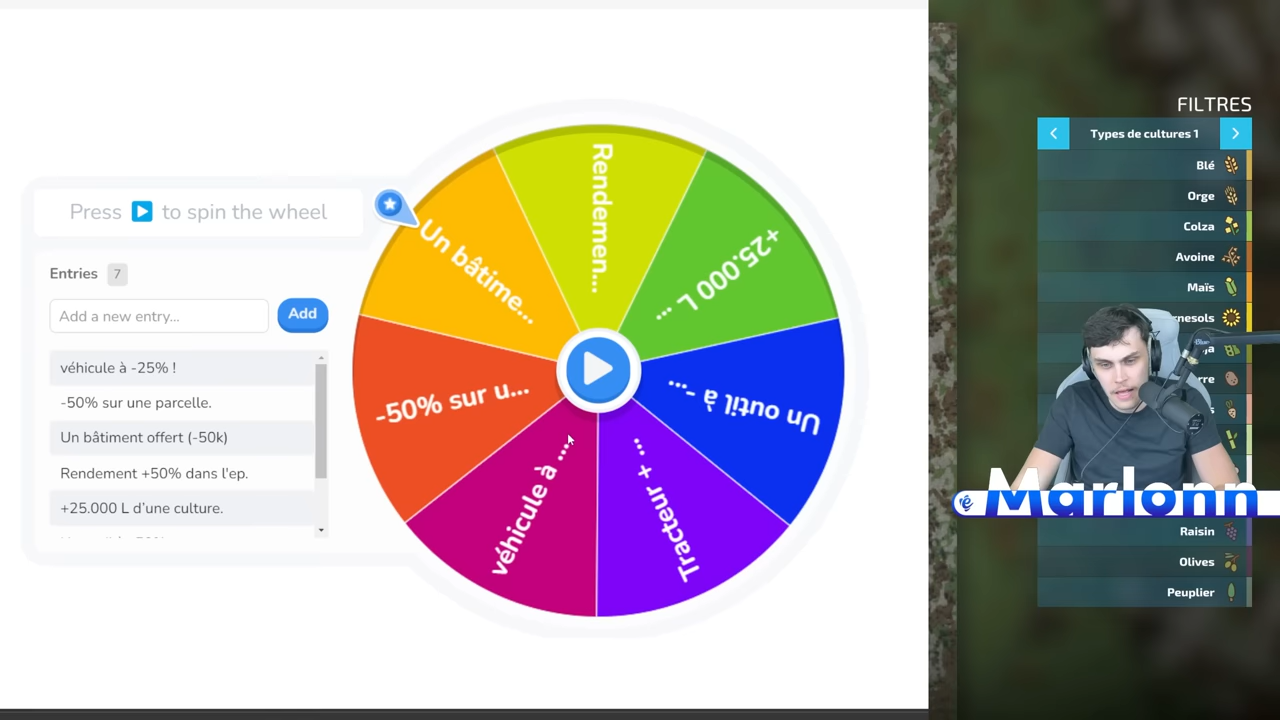 Press ▶ to spin the wheel
Entries 7
Add a new entry...
Add
véhicule à -25% !
-50% sur une parcelle.
Un bâtiment offert (-50k)
Rendement +50% dans l'ep.
+25.000 L d'une culture.
Un bâtime...
Rendemen...
+25.000 L ...
Un outil à -...
Tracteur + ...
véhicule à ...
-50% sur u...
FILTRES
Types de cultures 1
Blé
Orge
Colza
Avoine
Maïs
Marlonn
Raisin
Olives
Peuplier